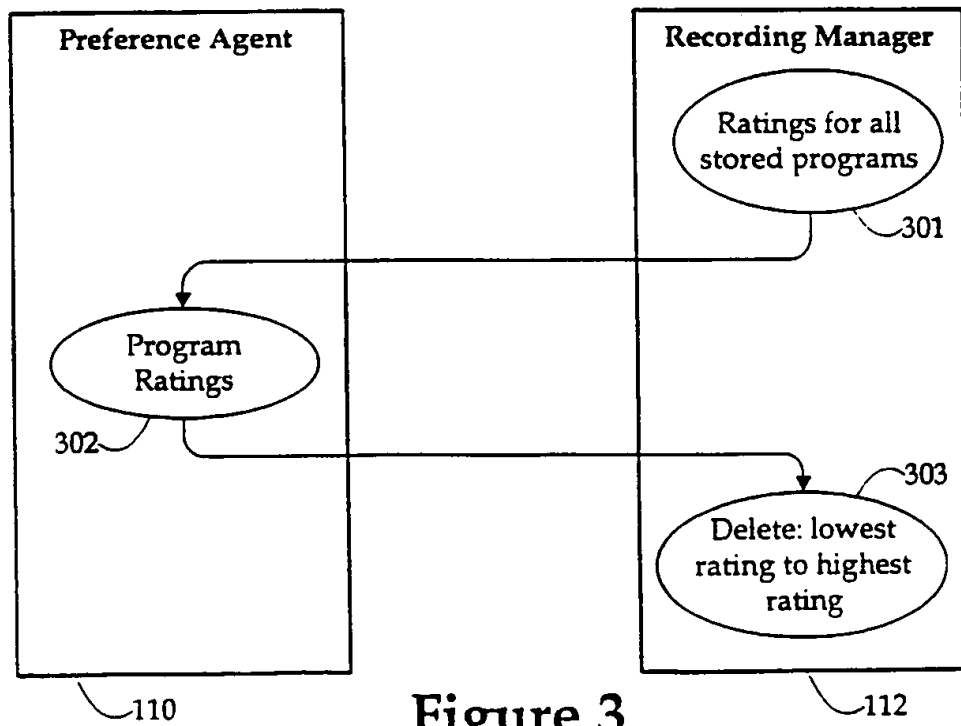 Preference Agent
Recording Manager
Ratings for all
stored programs
301
Program
Ratings
302
303
Delete: lowest
rating to highest
rating
110
112
Figure 3